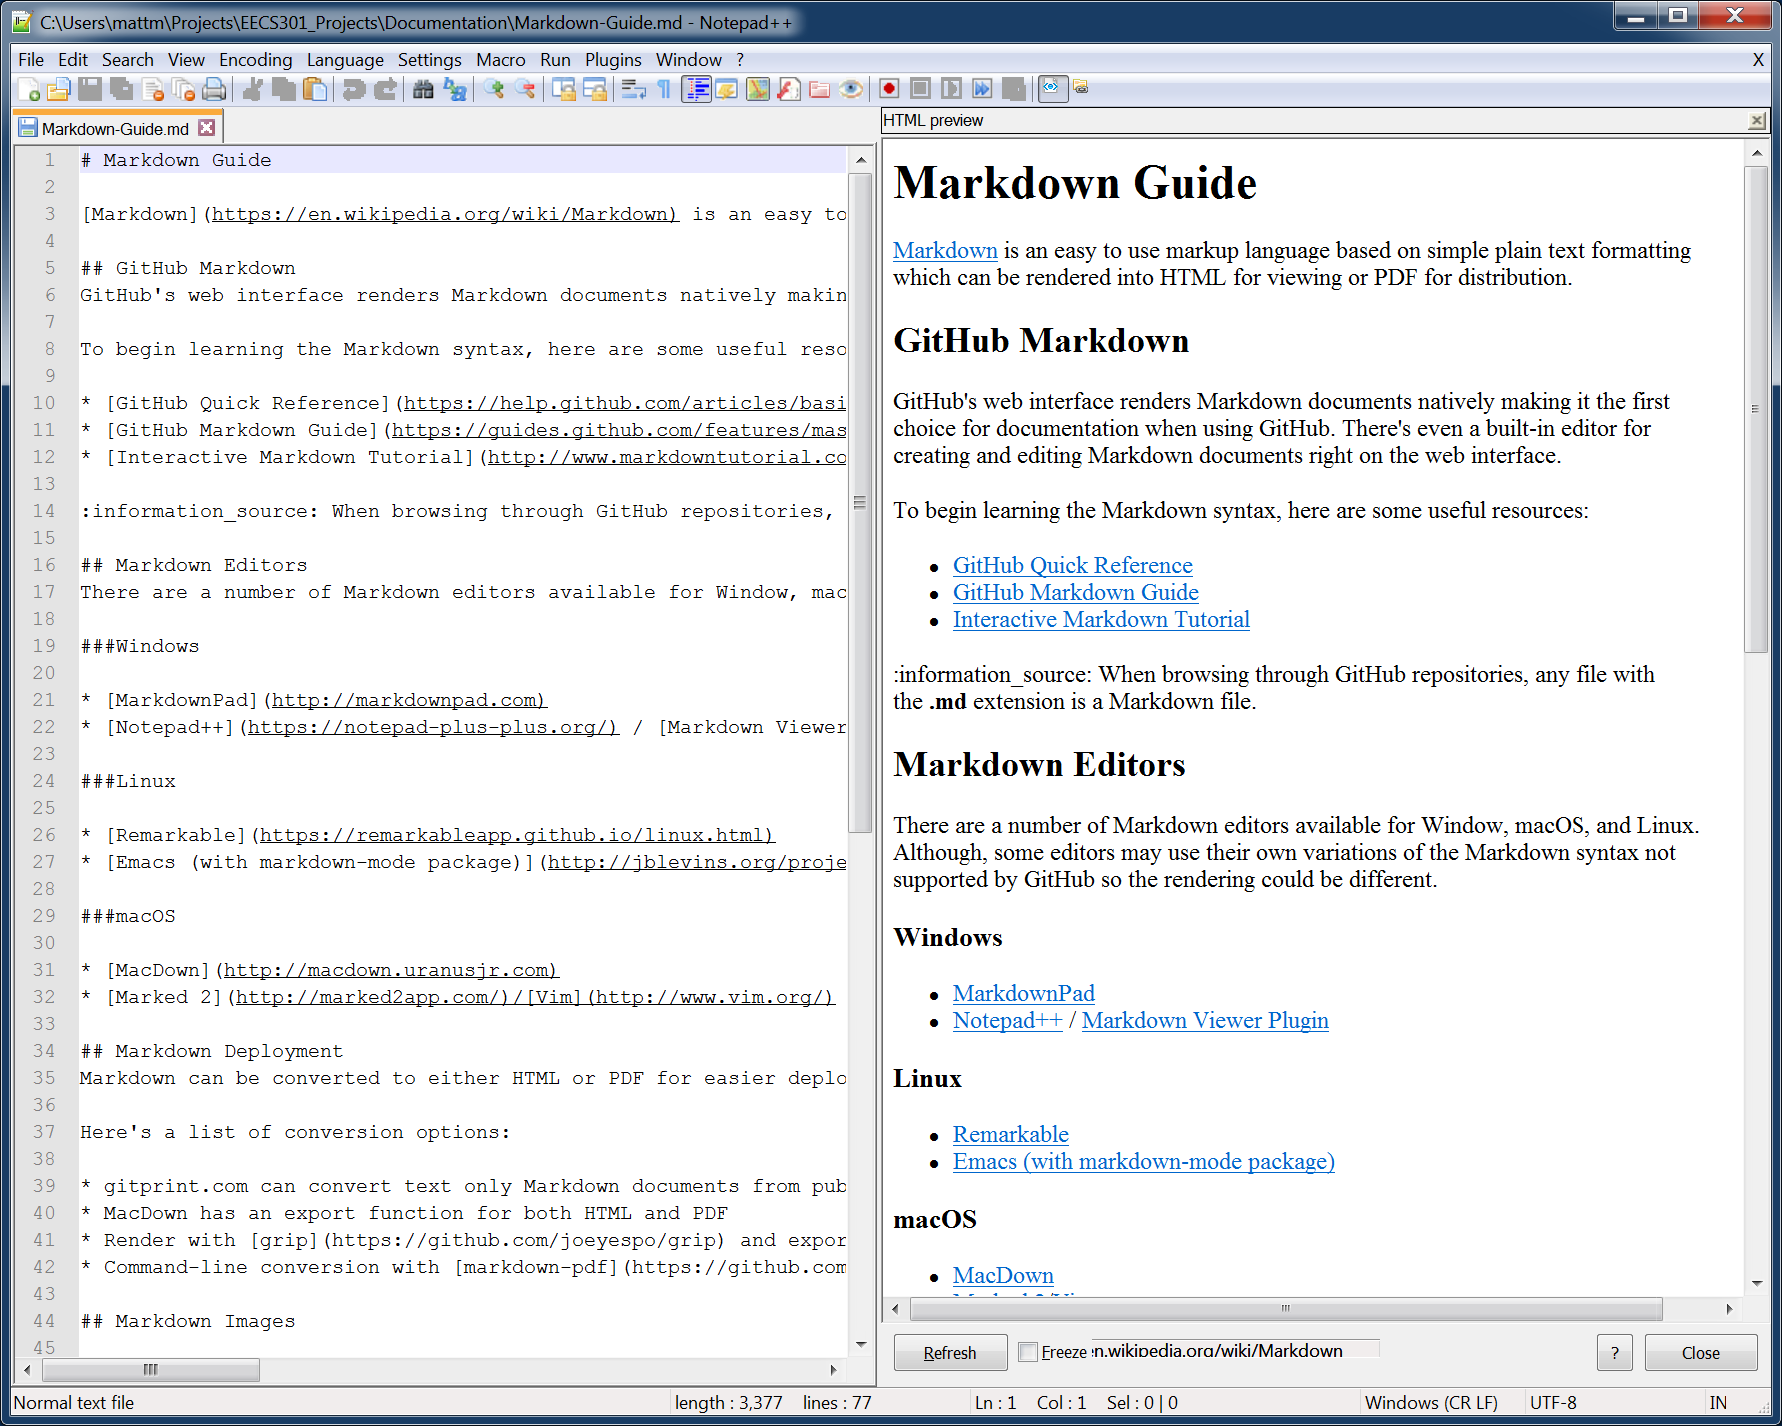 C:\Users\mattm\Projects\EECS301_Projects\Documentation\Markdown-Guide.md - Notepad++
File Edit Search View Encoding Language Settings Macro Run Plugins Window ? X
Markdown-Guide.md
1 # Markdown Guide
2
3 [Markdown](https://en.wikipedia.org/wiki/Markdown) is an easy to
4
5 ## GitHub Markdown
6 GitHub's web interface renders Markdown documents natively makin
7
8 To begin learning the Markdown syntax, here are some useful reso
9
10 * [GitHub Quick Reference](https://help.github.com/articles/basi
11 * [GitHub Markdown Guide](https://guides.github.com/features/mas
12 * [Interactive Markdown Tutorial](http://www.markdowntutorial.co
13
14 :information_source: When browsing through GitHub repositories,
15
16 ## Markdown Editors
17 There are a number of Markdown editors available for Window, mac
18
19 ###Windows
20
21 * [MarkdownPad](http://markdownpad.com)
22 * [Notepad++](https://notepad-plus-plus.org/) / [Markdown Viewer
23
24 ###Linux
25
26 * [Remarkable](https://remarkableapp.github.io/linux.html)
27 * [Emacs (with markdown-mode package)](http://jblevins.org/proje
28
29 ###macOS
30
31 * [MacDown](http://macdown.uranusjr.com)
32 * [Marked 2](http://marked2app.com/)/[Vim](http://www.vim.org/)
33
34 ## Markdown Deployment
35 Markdown can be converted to either HTML or PDF for easier deplo
36
37 Here's a list of conversion options:
38
39 * gitprint.com can convert text only Markdown documents from pub
40 * MacDown has an export function for both HTML and PDF
41 * Render with [grip](https://github.com/joeyespo/grip) and expor
42 * Command-line conversion with [markdown-pdf](https://github.com
43
44 ## Markdown Images
45
HTML preview
Markdown Guide
Markdown is an easy to use markup language based on simple plain text formatting
which can be rendered into HTML for viewing or PDF for distribution.
GitHub Markdown
GitHub's web interface renders Markdown documents natively making it the first
choice for documentation when using GitHub. There's even a built-in editor for
creating and editing Markdown documents right on the web interface.
To begin learning the Markdown syntax, here are some useful resources:
• GitHub Quick Reference
• GitHub Markdown Guide
• Interactive Markdown Tutorial
:information_source: When browsing through GitHub repositories, any file with
the .md extension is a Markdown file.
Markdown Editors
There are a number of Markdown editors available for Window, macOS, and Linux.
Although, some editors may use their own variations of the Markdown syntax not
supported by GitHub so the rendering could be different.
Windows
• MarkdownPad
• Notepad++ / Markdown Viewer Plugin
Linux
• Remarkable
• Emacs (with markdown-mode package)
macOS
• MacDown
Refresh Freeze n.wikipedia.org/wiki/Markdown ? Close
Normal text file length : 3,377 lines : 77 Ln : 1 Col : 1 Sel : 0 | 0 Windows (CR LF) UTF-8 IN